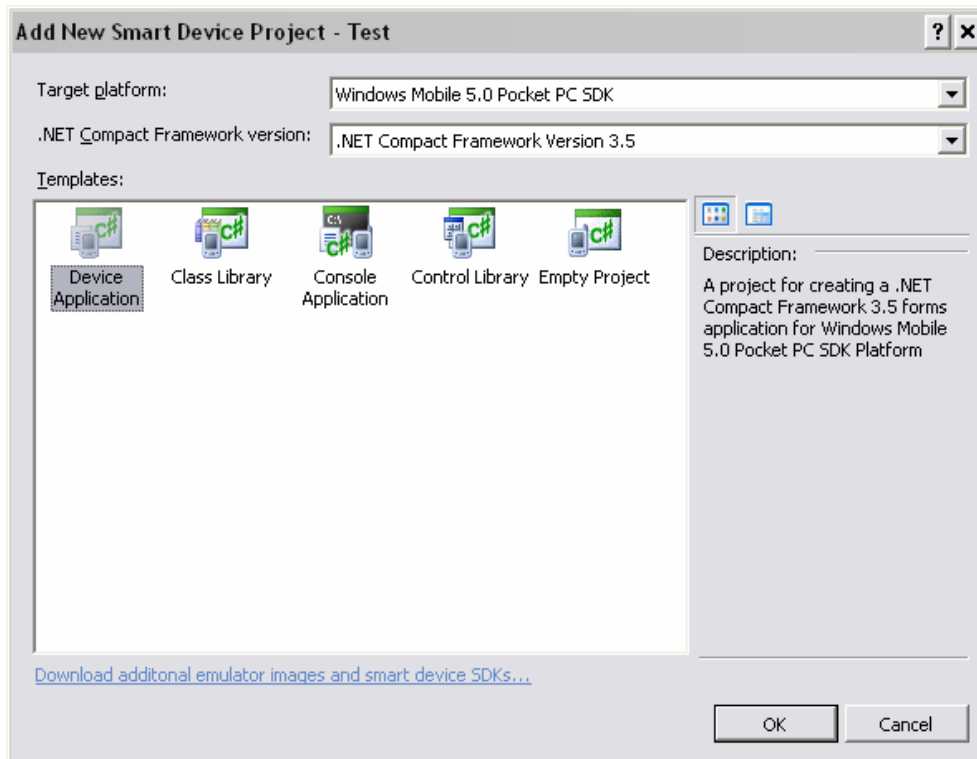 Add New Smart Device Project - Test
Target platform:
Windows Mobile 5.0 Pocket PC SDK
.NET Compact Framework version:
.NET Compact Framework Version 3.5
Templates:
Device
Application
Class Library
Console
Application
Control Library
Empty Project
Description:
A project for creating a .NET
Compact Framework 3.5 forms
application for Windows Mobile
5.0 Pocket PC SDK Platform
Download additonal emulator images and smart device SDKs...
OK
Cancel